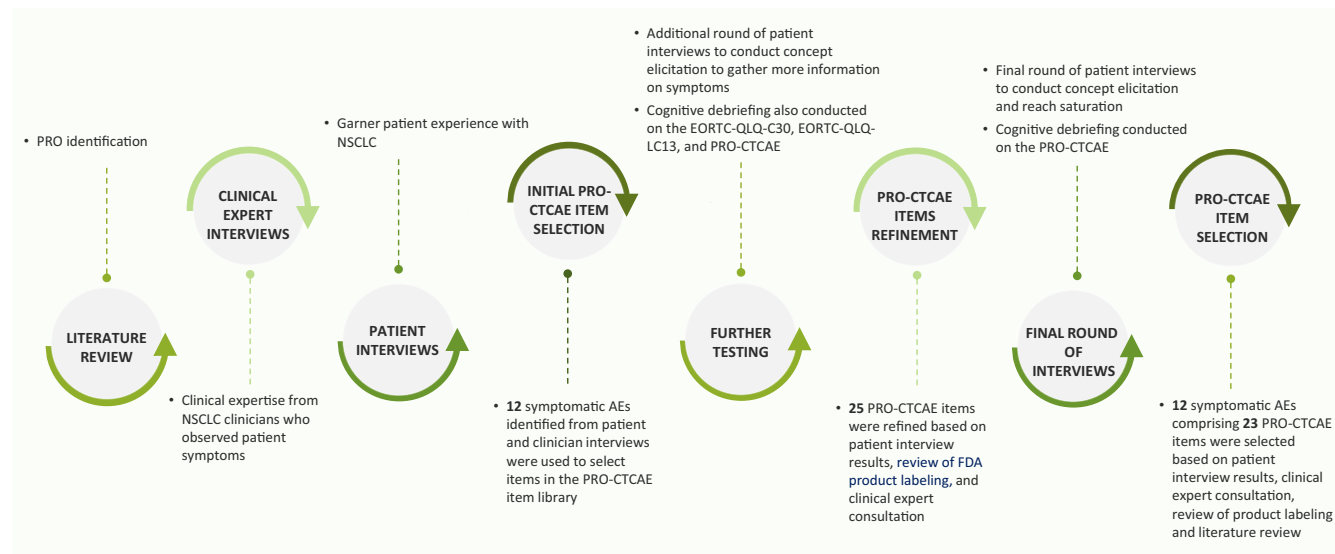 • PRO identification
LITERATURE
REVIEW
CLINICAL
EXPERT
INTERVIEWS
• Clinical expertise from
NSCLC clinicians who
observed patient
symptoms
• Garner patient experience with
NSCLC
PATIENT
INTERVIEWS
INITIAL PRO-
CTCAE ITEM
SELECTION
• 12 symptomatic AEs
identified from patient
and clinician interviews
were used to select
items in the PRO-CTCAE
item library
• Additional round of patient
interviews to conduct concept
elicitation to gather more information
on symptoms
• Cognitive debriefing also conducted
on the EORTC-QLQ-C30, EORTC-QLQ-
LC13, and PRO-CTCAE
FURTHER
TESTING
PRO-CTCAE
ITEMS
REFINEMENT
• 25 PRO-CTCAE items
were refined based on
patient interview
results, review of FDA
product labeling, and
clinical expert
consultation
• Final round of patient interviews
to conduct concept elicitation
and reach saturation
• Cognitive debriefing conducted
on the PRO-CTCAE
FINAL ROUND
OF
INTERVIEWS
PRO-CTCAE
ITEM
SELECTION
• 12 symptomatic AEs
comprising 23 PRO-CTCAE
items were selected
based on patient
interview results, clinical
expert consultation,
review of product labeling
and literature review